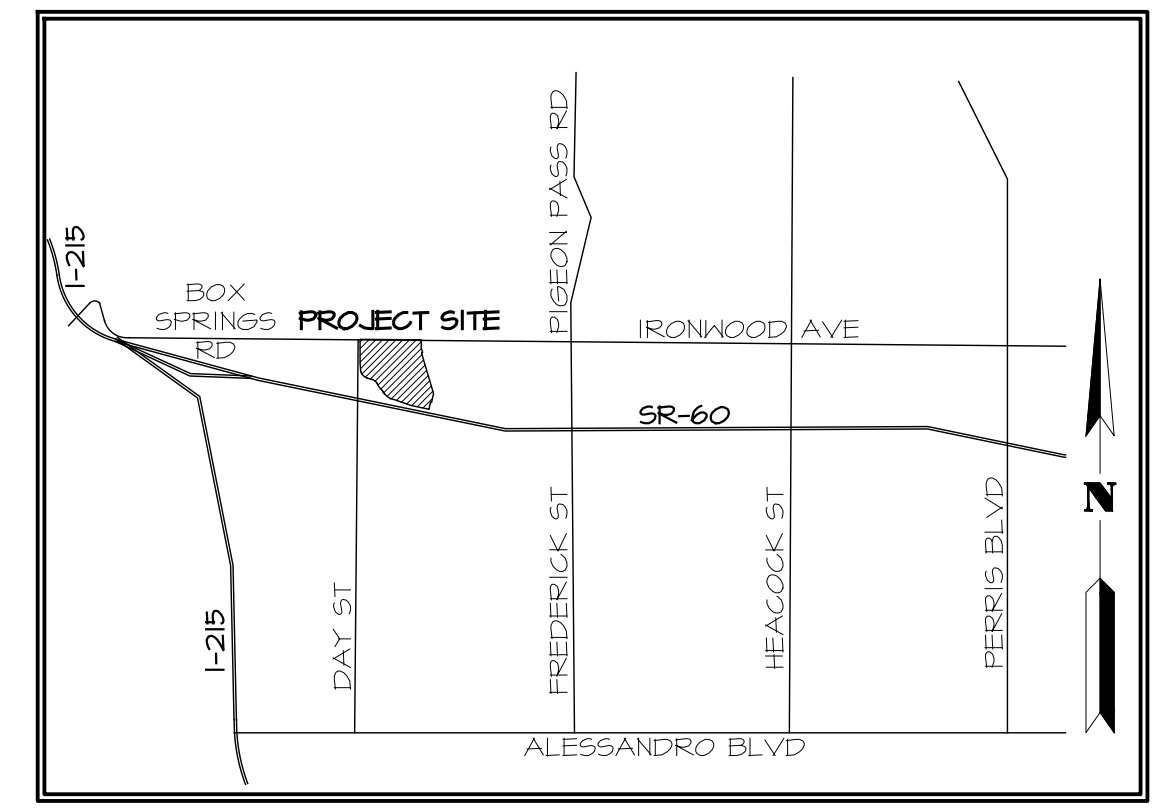 PIGEON PASS RD
I-215
BOX
SPRINGS
RD
PROJECT SITE
IRONWOOD AVE
SR-60
N
I-215
DAY ST
FREDERICK ST
HEACOCK ST
PERRIS BLVD
ALESSANDRO BLVD